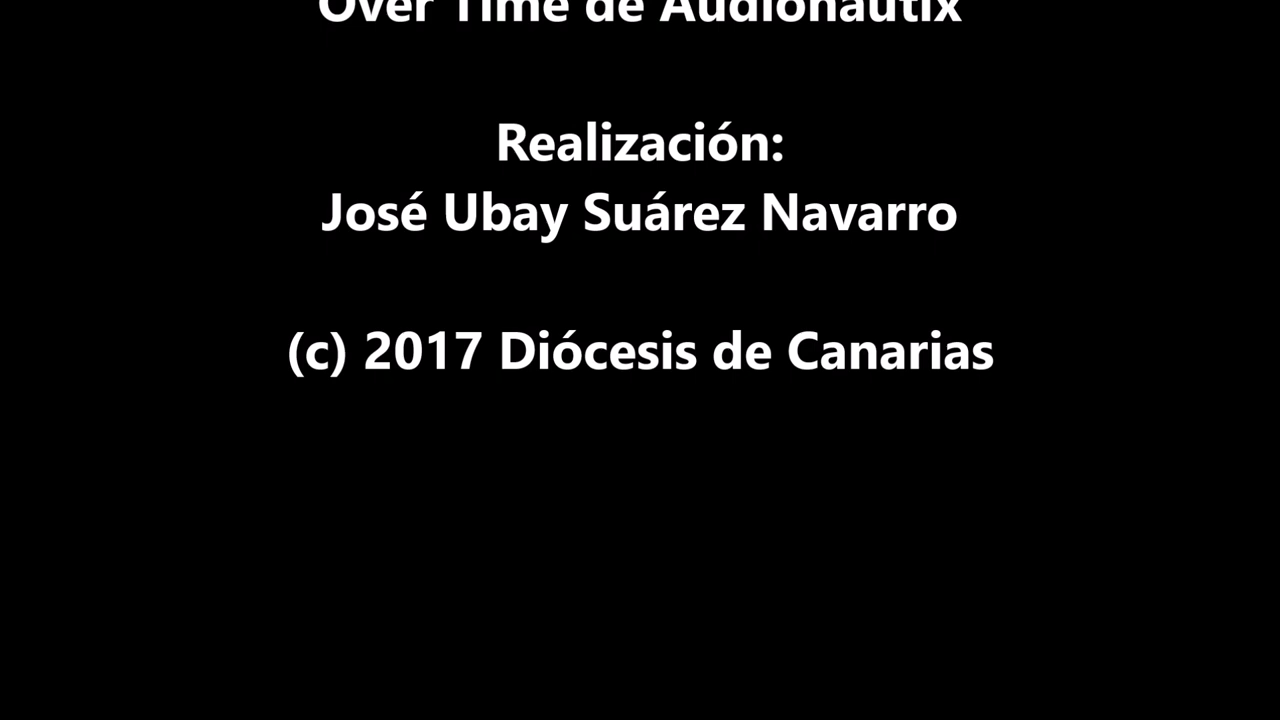 Over Time de Audionautix
Realización:
José Ubay Suárez Navarro
(c) 2017 Diócesis de Canarias